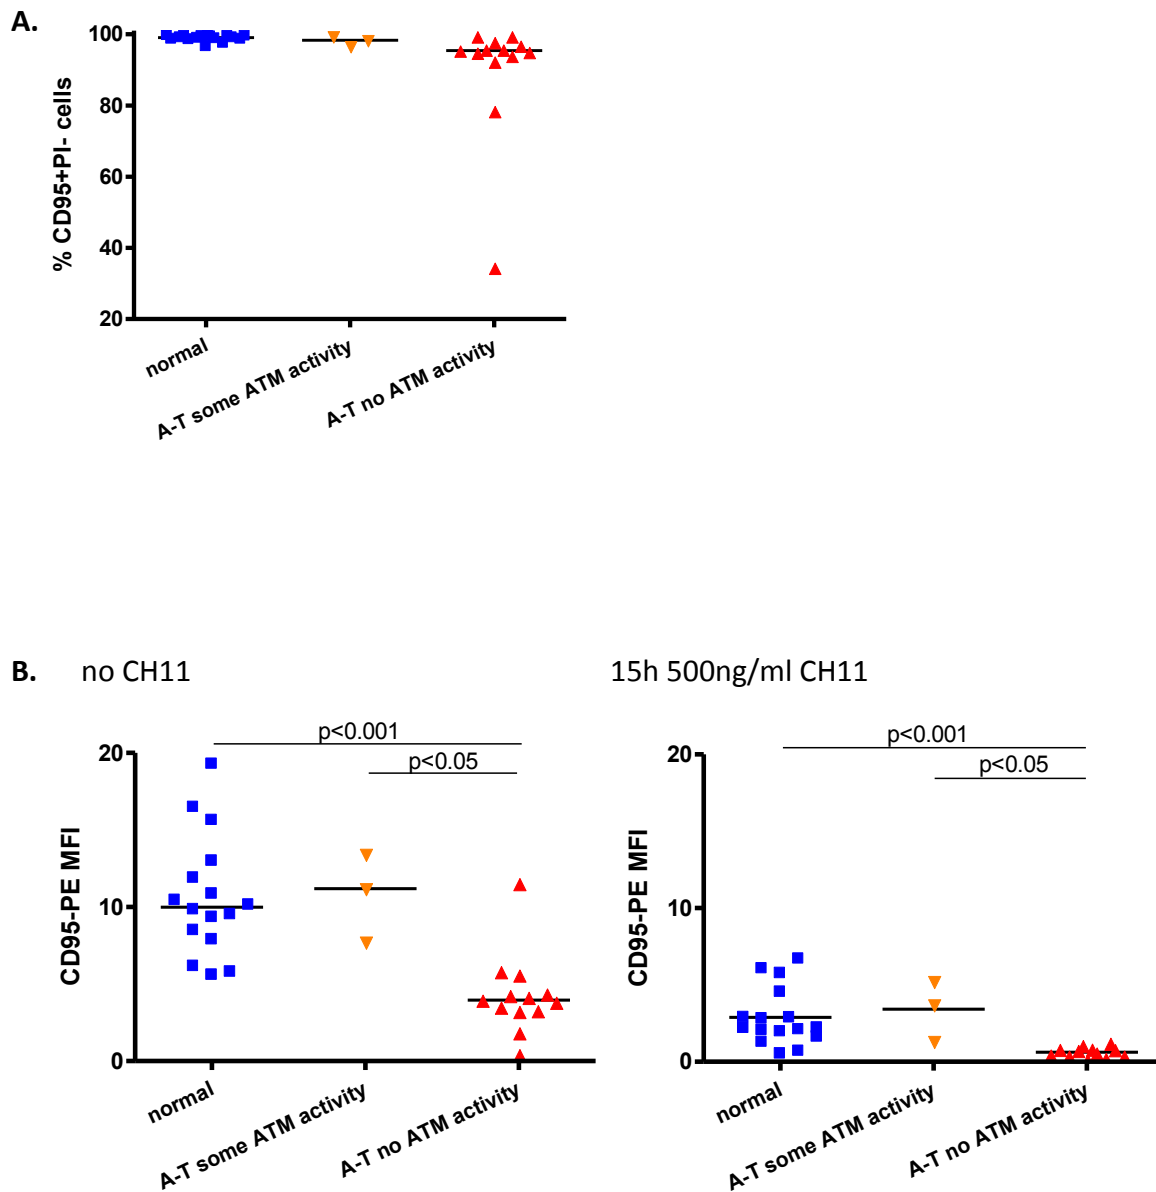 A.
100
80
60
40
20
% CD95+PI- cells
normal
A-T some ATM activity
A-T no ATM activity
B. no CH11
15h 500ng/ml CH11
p<0.001
p<0.05
20
10
0
CD95-PE MFI
normal
A-T some ATM activity
A-T no ATM activity
p<0.001
p<0.05
20
10
0
CD95-PE MFI
normal
A-T some ATM activity
A-T no ATM activity